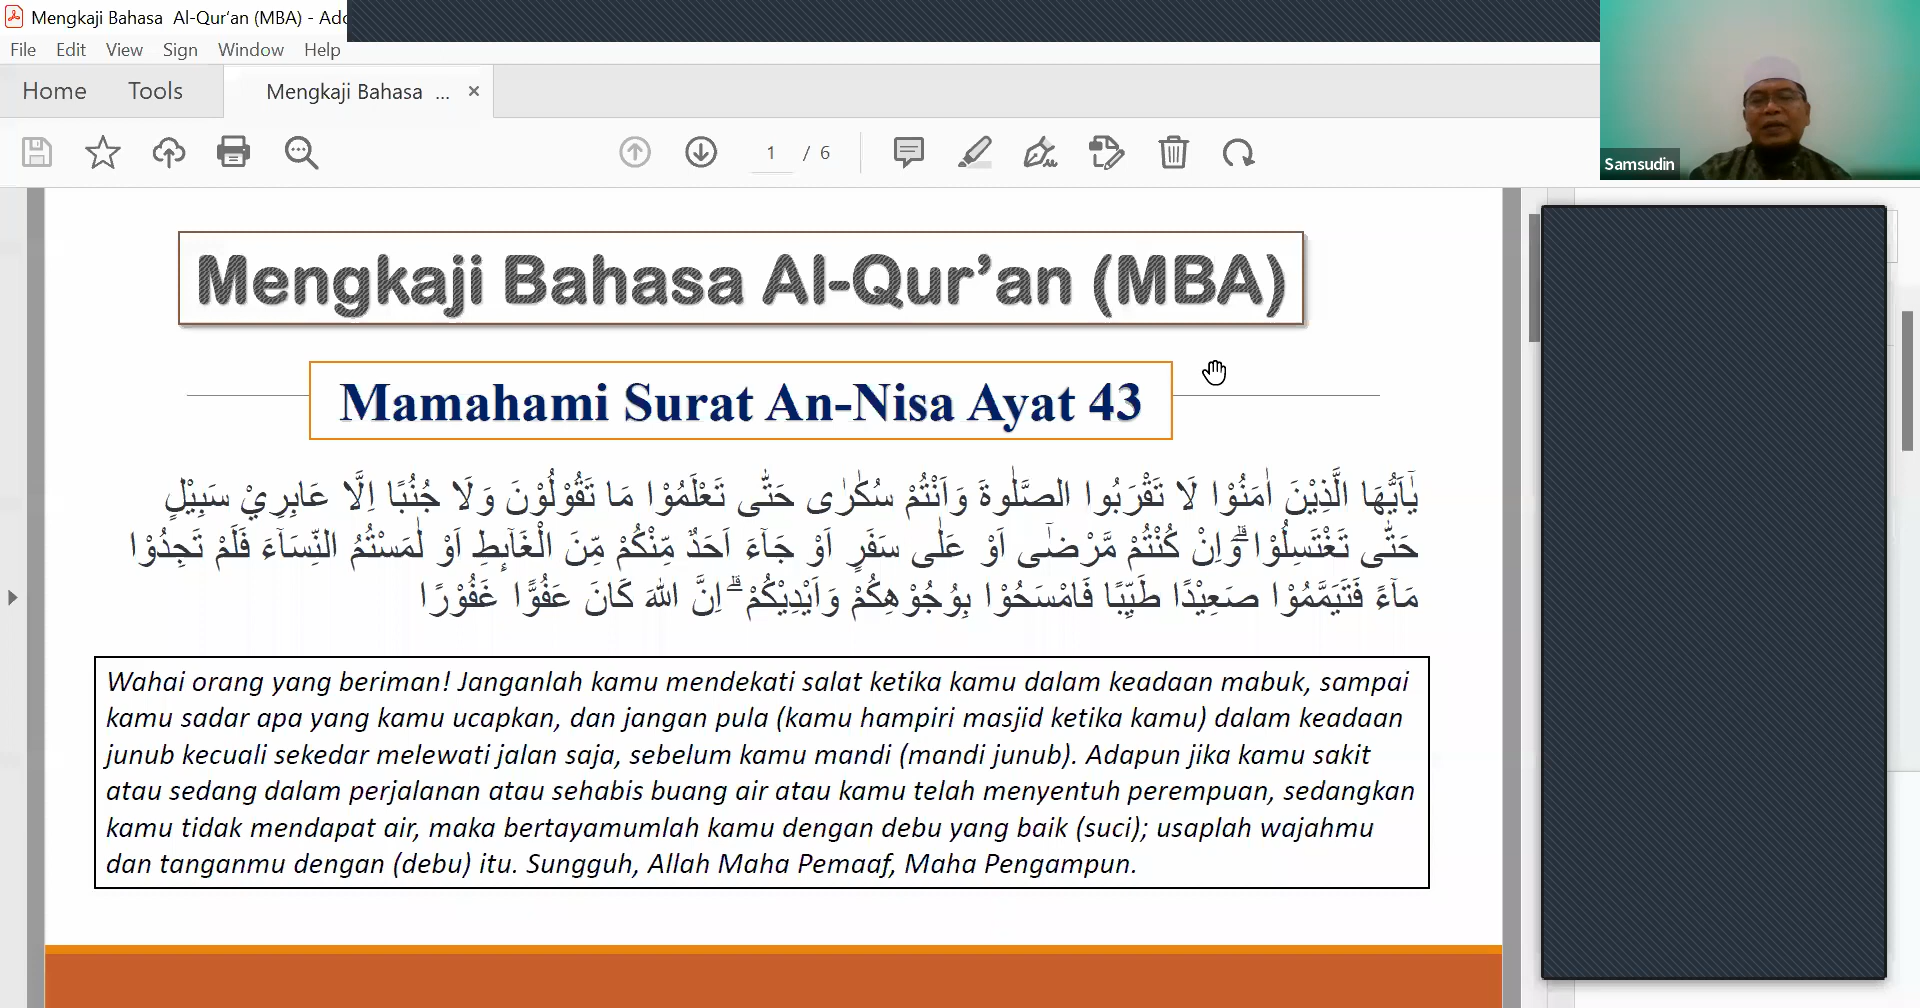 Mengkaji Bahasa  Al-Qur'an (MBA) - Ado
File Edit View Sign Window Help
Home Tools Mengkaji Bahasa ... ×
1 / 6
Samsudin
Mengkaji Bahasa Al-Qur’an (MBA)
Mamahami Surat An-Nisa Ayat 43
يٰٓاَيُّهَا الَّذِيْنَ اٰمَنُوْا لَا تَقْرَبُوا الصَّلٰوةَ وَاَنْتُمْ سُكٰرٰى حَتّٰى تَعْلَمُوْا مَا تَقُوْلُوْنَ وَلَا جُنُبًا اِلَّا عَابِرِيْ سَبِيْلٍ
حَتّٰى تَغْتَسِلُوْا ۗوَاِنْ كُنْتُمْ مَّرْضٰٓى اَوْ عَلٰى سَفَرٍ اَوْ جَاۤءَ اَحَدٌ مِّنْكُمْ مِّنَ الْغَاۤىِٕطِ اَوْ لٰمَسْتُمُ النِّسَاۤءَ فَلَمْ تَجِدُوْا
مَاۤءً فَتَيَمَّمُوْا صَعِيْدًا طَيِّبًا فَامْسَحُوْا بِوُجُوْهِكُمْ وَاَيْدِيْكُمْ ۗ اِنَّ اللّٰهَ كَانَ عَفُوًّا غَفُوْرًا
Wahai orang yang beriman! Janganlah kamu mendekati salat ketika kamu dalam keadaan mabuk, sampai
kamu sadar apa yang kamu ucapkan, dan jangan pula (kamu hampiri masjid ketika kamu) dalam keadaan
junub kecuali sekedar melewati jalan saja, sebelum kamu mandi (mandi junub). Adapun jika kamu sakit
atau sedang dalam perjalanan atau sehabis buang air atau kamu telah menyentuh perempuan, sedangkan
kamu tidak mendapat air, maka bertayamumlah kamu dengan debu yang baik (suci); usaplah wajahmu
dan tanganmu dengan (debu) itu. Sungguh, Allah Maha Pemaaf, Maha Pengampun.